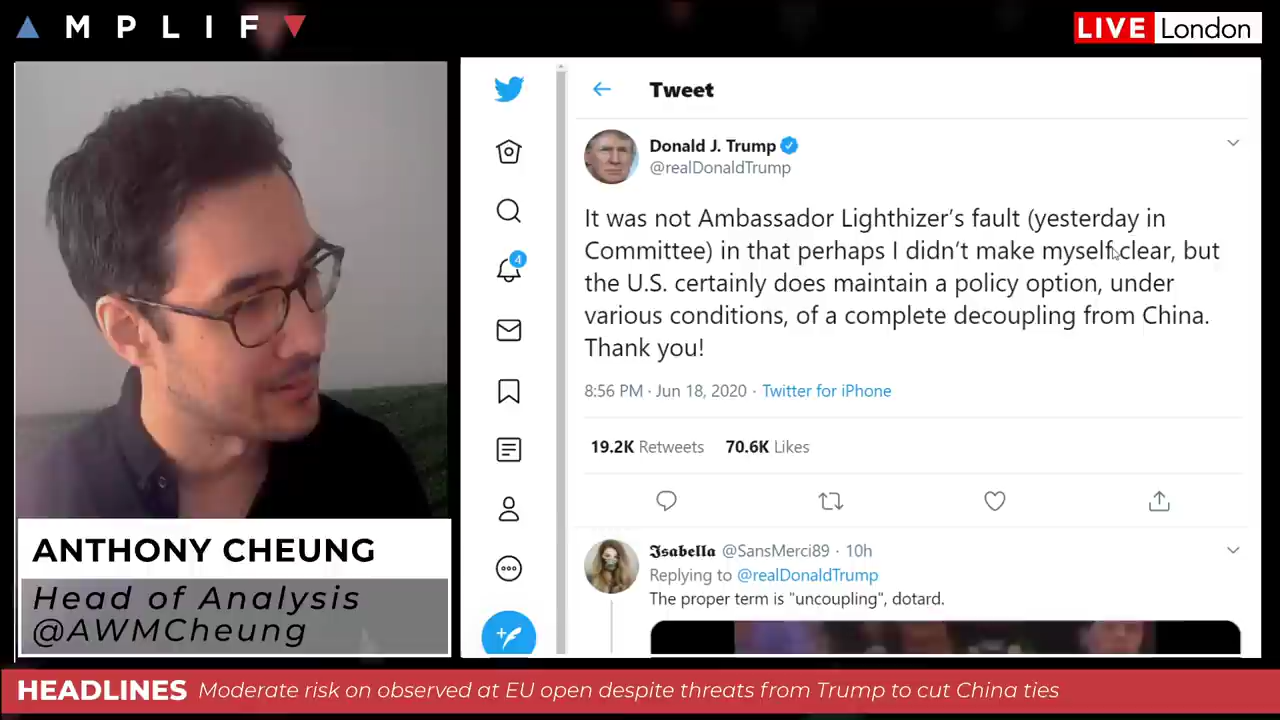 ▲ M P L I F ▼
LIVE London
Tweet
Donald J. Trump
@realDonaldTrump
It was not Ambassador Lighthizer’s fault (yesterday in
Committee) in that perhaps I didn’t make myself clear, but
the U.S. certainly does maintain a policy option, under
various conditions, of a complete decoupling from China.
Thank you!
8:56 PM · Jun 18, 2020 · Twitter for iPhone
19.2K Retweets 70.6K Likes
4
𝕴𝖘𝖆𝖇𝖊𝖑𝖑𝖆 @SansMerci89 · 10h
Replying to @realDonaldTrump
The proper term is "uncoupling", dotard.
ANTHONY CHEUNG
Head of Analysis
@AWMCheung
HEADLINES Moderate risk on observed at EU open despite threats from Trump to cut China ties